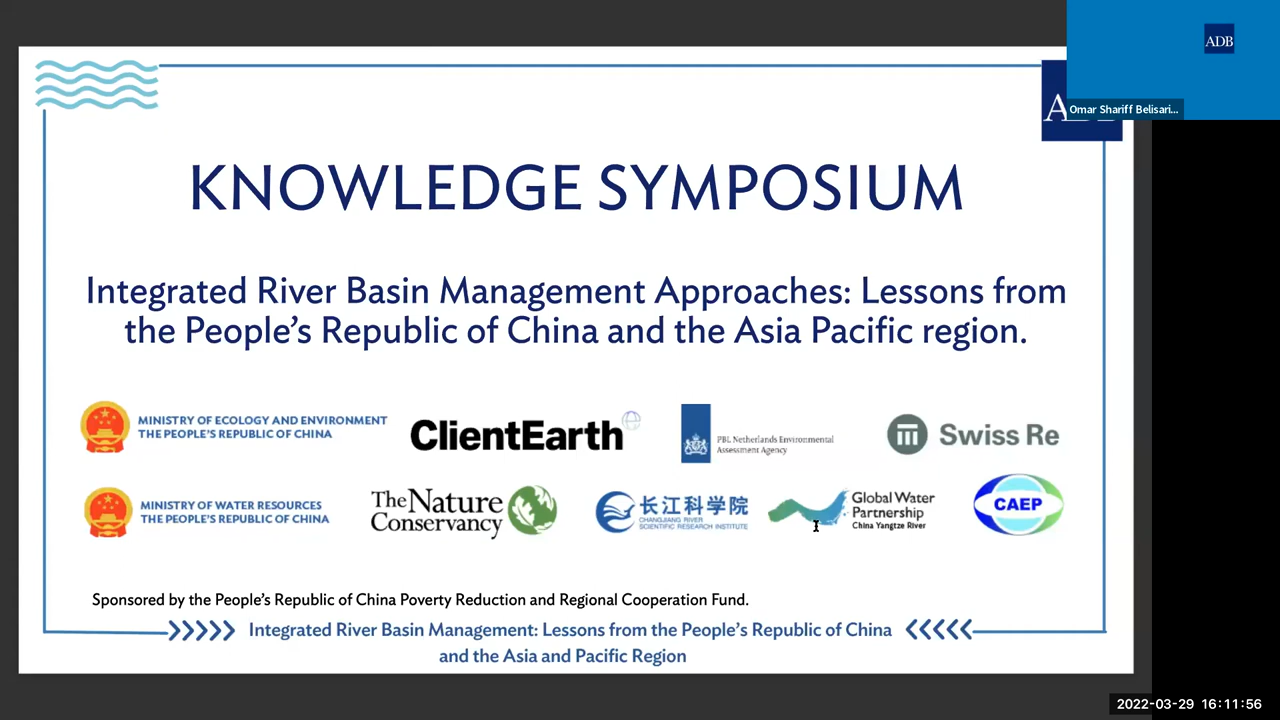 ADB
Omar Shariff Belisari...
KNOWLEDGE SYMPOSIUM
Integrated River Basin Management Approaches: Lessons from
the People's Republic of China and the Asia Pacific region.
MINISTRY OF ECOLOGY AND ENVIRONMENT
THE PEOPLE'S REPUBLIC OF CHINA
ClientEarth
PBL Netherlands Environmental
Assessment Agency
Swiss Re
MINISTRY OF WATER RESOURCES
THE PEOPLE'S REPUBLIC OF CHINA
The Nature
Conservancy
长江科学院
CHANGJIANG RIVER
SCIENTIFIC RESEARCH INSTITUTE
Global Water
Partnership
China Yangtze River
CAEP
Sponsored by the People's Republic of China Poverty Reduction and Regional Cooperation Fund.
Integrated River Basin Management: Lessons from the People's Republic of China
and the Asia and Pacific Region
2022-03-29 16:11:56